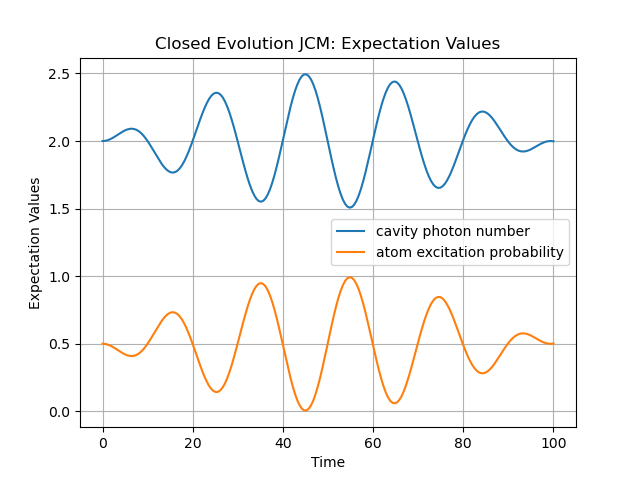 Closed Evolution JCM: Expectation Values
2.5
2.0
1.5
1.0
0.5
0.0
Expectation Values
cavity photon number
atom excitation probability
0 20 40 60 80 100
Time